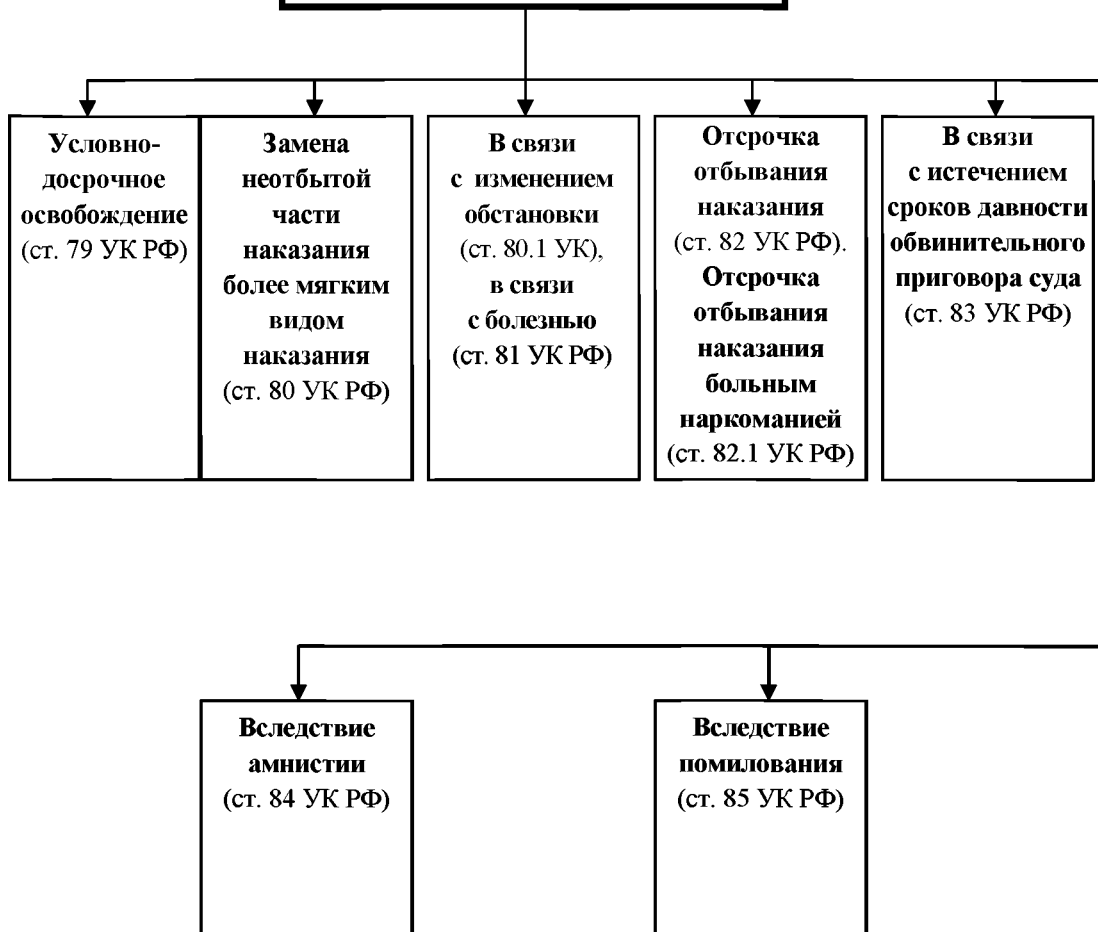 Условно-
досрочное
освобождение
(ст. 79 УК РФ)
Замена
неотбытой
части
наказания
более мягким
видом
наказания
(ст. 80 УК РФ)
В связи
с изменением
обстановки
(ст. 80.1 УК),
в связи
с болезнью
(ст. 81 УК РФ)
Отсрочка
отбывания
наказания
(ст. 82 УК РФ).
Отсрочка
отбывания
наказания
больным
наркоманией
(ст. 82.1 УК РФ)
В связи
с истечением
сроков давности
обвинительного
приговора суда
(ст. 83 УК РФ)
Вследствие
амнистии
(ст. 84 УК РФ)
Вследствие
помилования
(ст. 85 УК РФ)